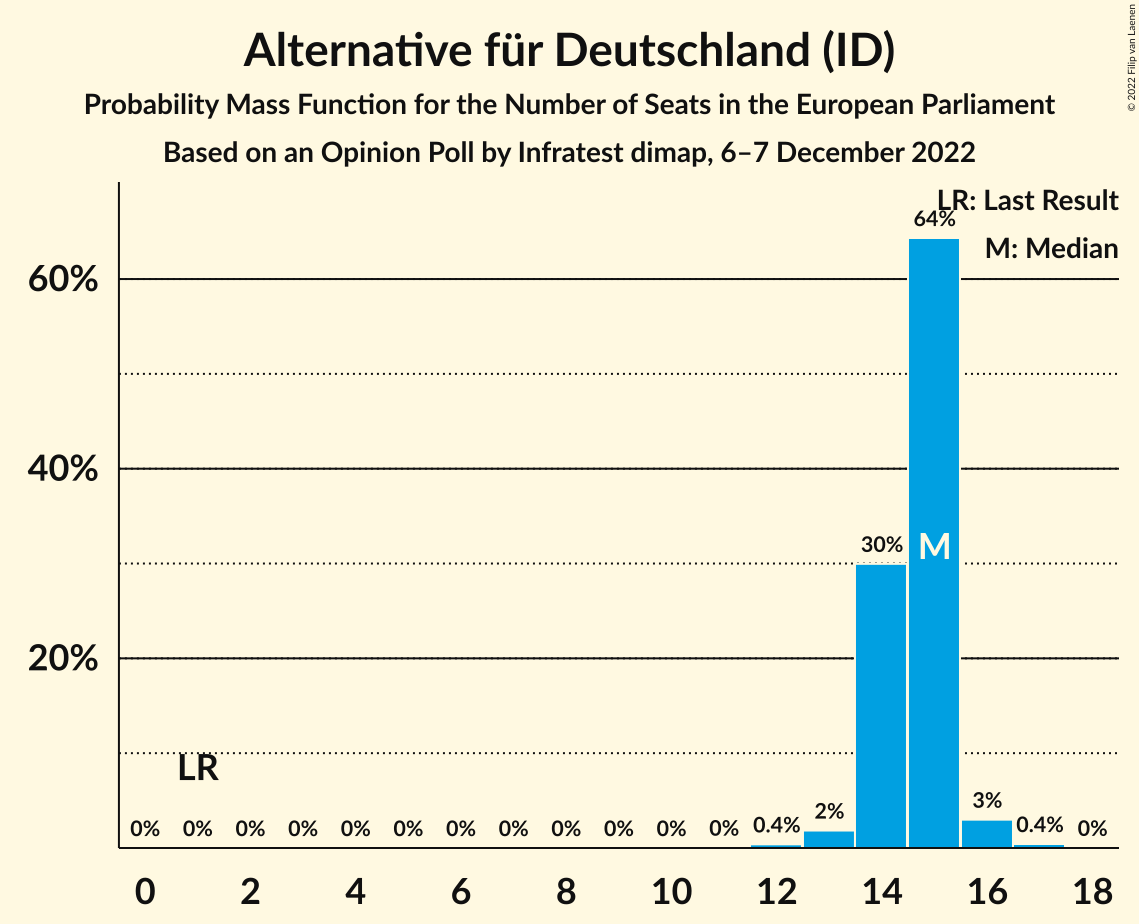 Alternative für Deutschland (ID)
Probability Mass Function for the Number of Seats in the European Parliament
Based on an Opinion Poll by Infratest dimap, 6–7 December 2022
© 2022 Filip van Laenen
LR: Last Result
M: Median
60%
40%
20%
64%
30%
M
LR
0% 0% 0% 0% 0% 0% 0% 0% 0% 0% 0% 0% 0.4% 2% 3% 0.4% 0%
0 2 4 6 8 10 12 14 16 18